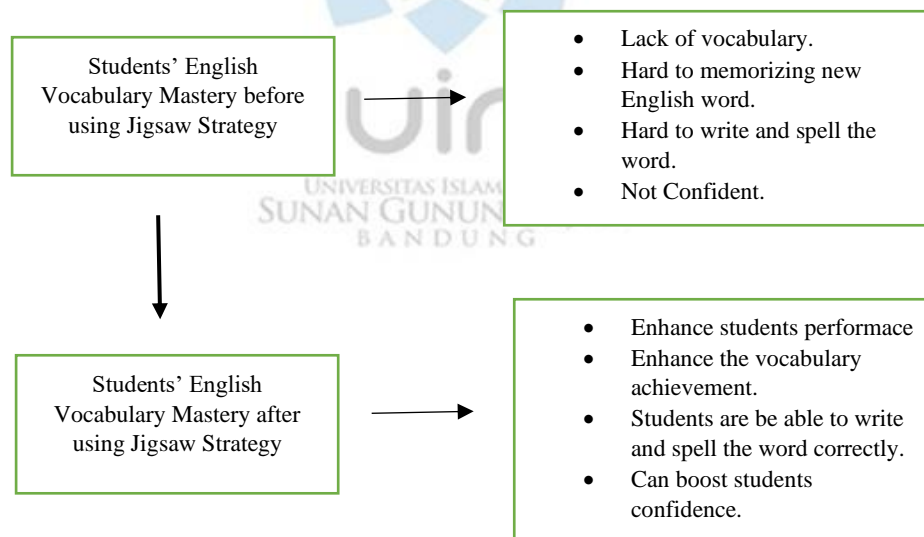 Students' English
Vocabulary Mastery before
using Jigsaw Strategy
• Lack of vocabulary.
• Hard to memorizing new
English word.
• Hard to write and spell the
word.
• Not Confident.
uin
UNIVERSITAS ISLAM
SUNAN GUNUN
BANDUNG
Students' English
Vocabulary Mastery after
using Jigsaw Strategy
• Enhance students performace
• Enhance the vocabulary
achievement.
• Students are be able to write
and spell the word correctly.
• Can boost students
confidence.